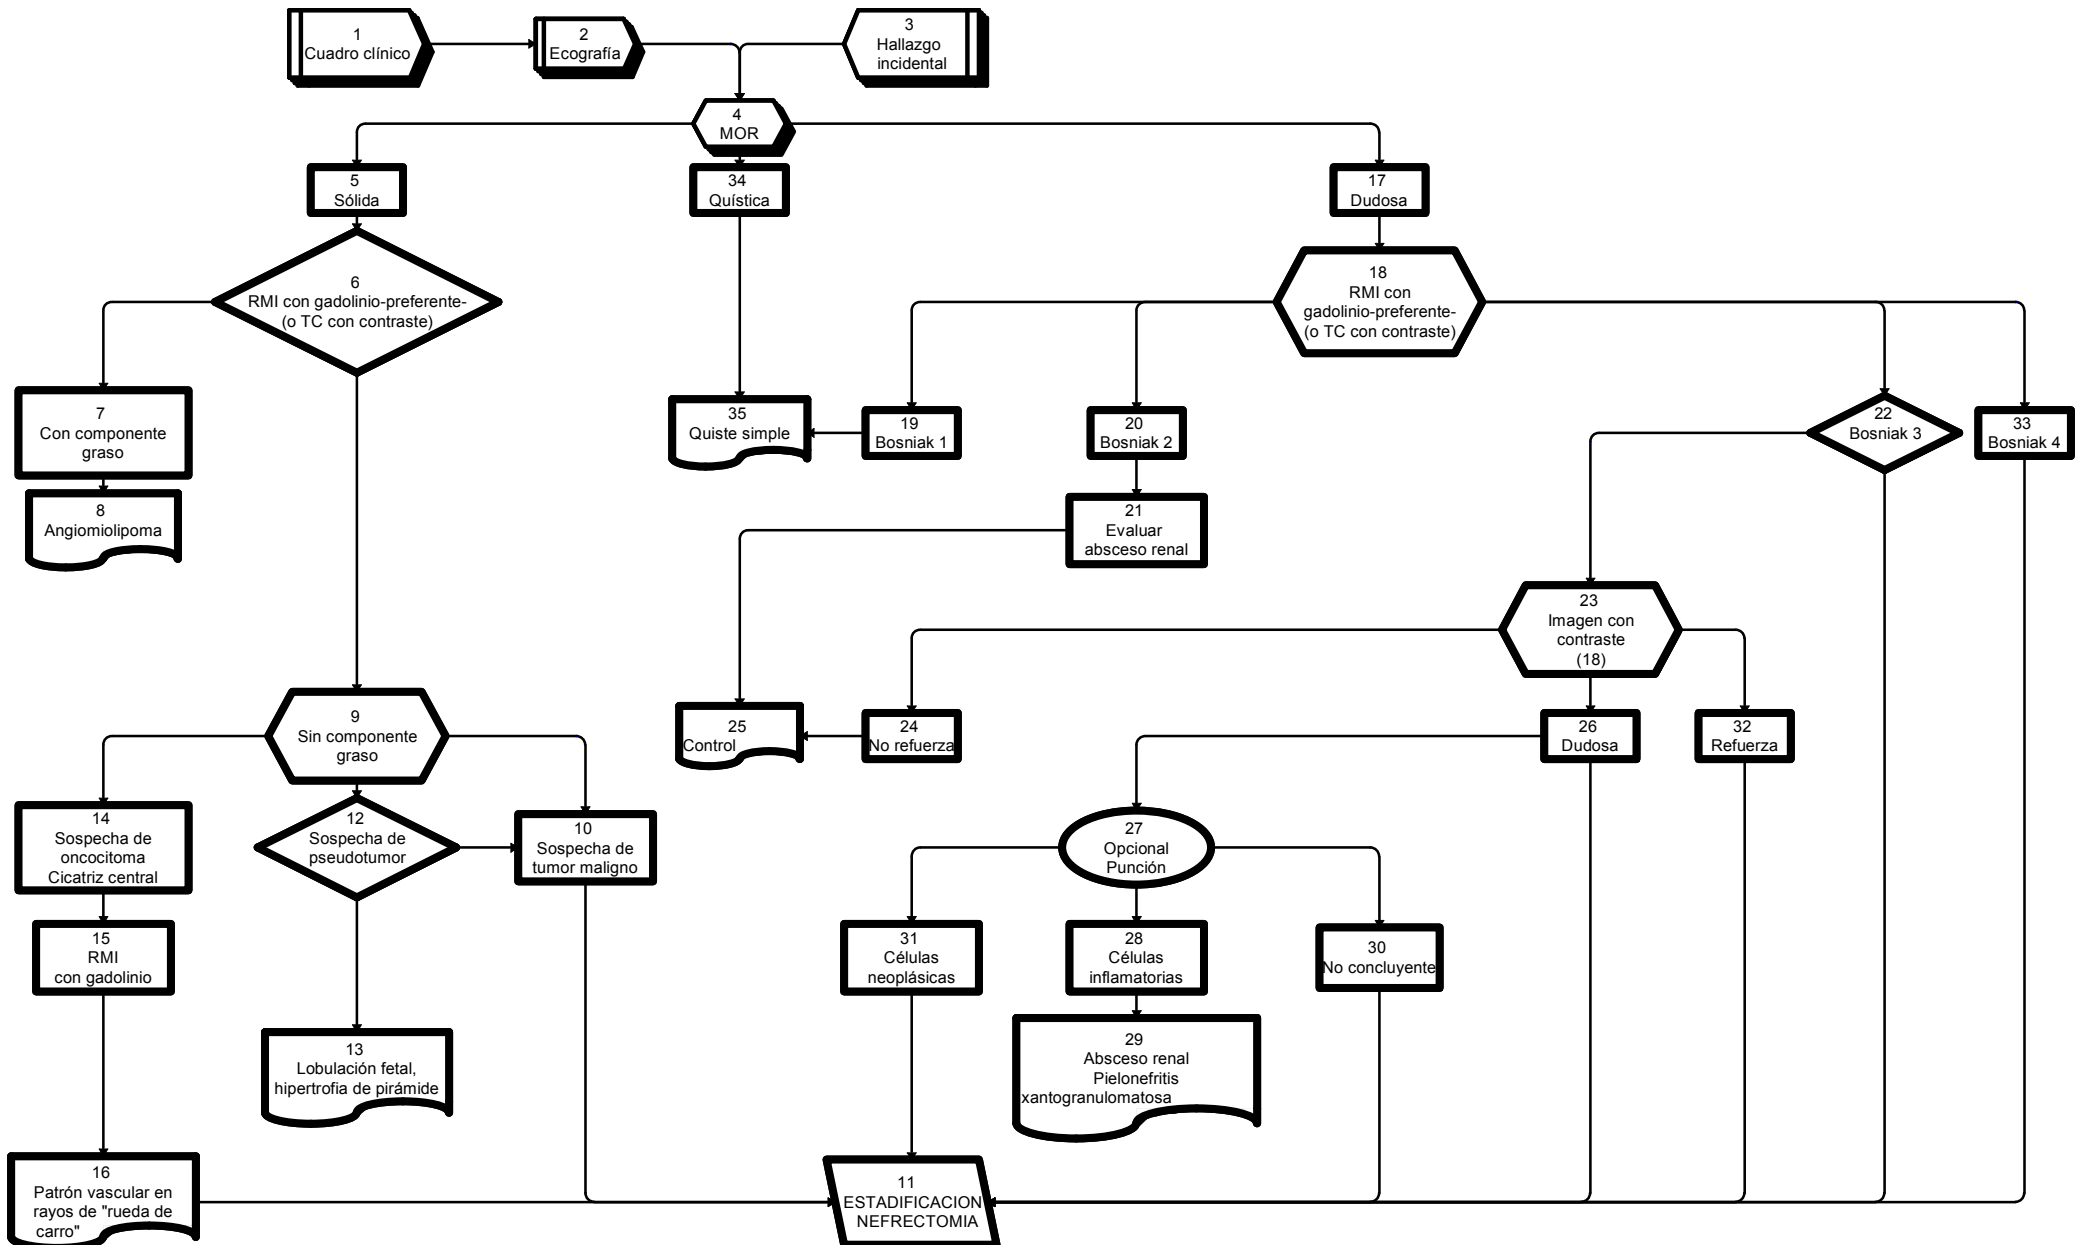 1
Cuadro clínico
2
Ecografía
3
Hallazgo
incidental
4
MOR
5
Sólida
34
Quística
17
Dudosa
6
RMI con gadolinio-preferente-
(o TC con contraste)
18
RMI con
gadolinio-preferente-
(o TC con contraste)
7
Con componente
graso
35
Quiste simple
19
Bosniak 1
20
Bosniak 2
22
Bosniak 3
33
Bosniak 4
8
Angiomiolipoma
21
Evaluar
absceso renal
23
Imagen con
contraste
(18)
9
Sin componente
graso
25
Control
24
No refuerza
26
Dudosa
32
Refuerza
14
Sospecha de
oncocitoma
Cicatriz central
12
Sospecha de
pseudotumor
10
Sospecha de
tumor maligno
27
Opcional
Punción
15
RMI
con gadolinio
31
Células
neoplásicas
28
Células
inflamatorias
30
No concluyente
13
Lobulación fetal,
hipertrofia de pirámide
29
Absceso renal
Pielonefritis
xantogranulomatosa
16
Patrón vascular en
rayos de "rueda de
carro"
11
ESTADIFICACION
NEFRECTOMIA